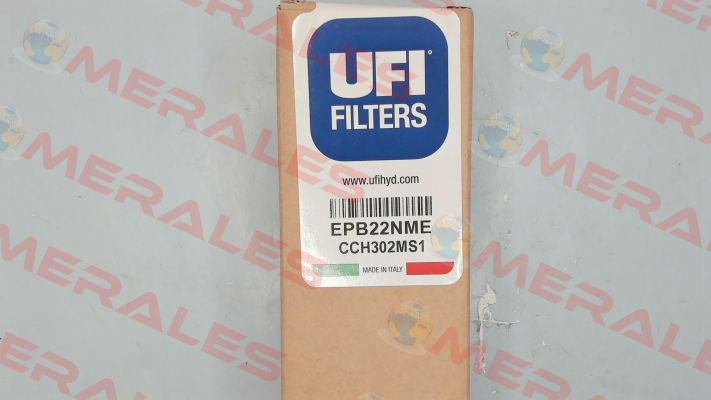 UFI
FILTERS
www.ufihyd.com
EPB22NME
CCH302MS1
MADE IN ITALY
MERALES
MERALES
MERALES
MERALES